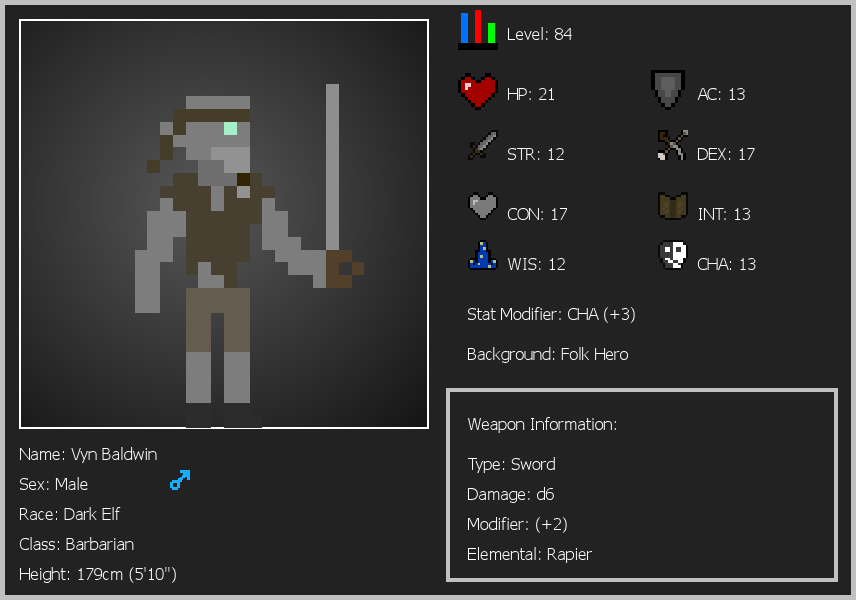 Level: 84
HP: 21
AC: 13
STR: 12
DEX: 17
CON: 17
INT: 13
WIS: 12
CHA: 13
Stat Modifier: CHA (+3)
Background: Folk Hero
Weapon Information:
Type: Sword
Damage: d6
Modifier: (+2)
Elemental: Rapier
Name: Vyn Baldwin
Sex: Male
Race: Dark Elf
Class: Barbarian
Height: 179cm (5'10")